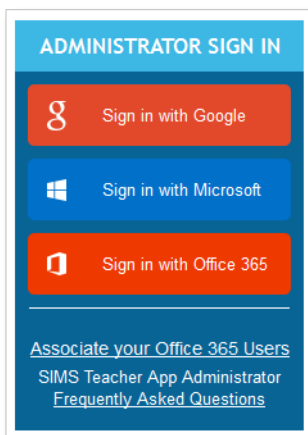 ADMINISTRATOR SIGN IN
Sign in with Google
Sign in with Microsoft
Sign in with Office 365
Associate your Office 365 Users
SIMS Teacher App Administrator
Frequently Asked Questions